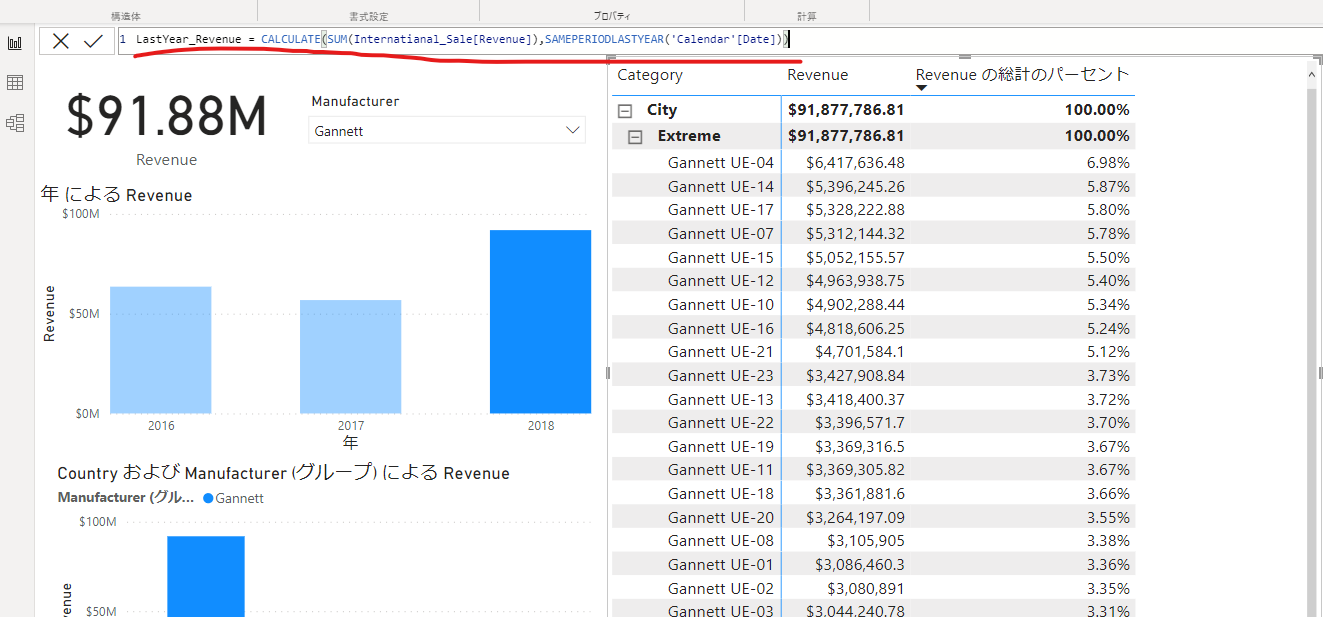 構造体 書式設定 プロパティ 計算
1 LastYear_Revenue = CALCULATE(SUM(Internatianal_Sale[Revenue]),SAMEPERIODLASTYEAR('Calendar'[Date]))
$91.88M
Revenue
Manufacturer
Gannett
年 による Revenue
$100M
$50M
$0M
Revenue
2016 2017 2018
年
Country および Manufacturer (グループ) による Revenue
Manufacturer (グル... Gannett
$100M
$50M
venue
Category Revenue Revenue の総計のパーセント
City $91,877,786.81 100.00%
Extreme $91,877,786.81 100.00%
Gannett UE-04 $6,417,636.48 6.98%
Gannett UE-14 $5,396,245.26 5.87%
Gannett UE-17 $5,328,222.88 5.80%
Gannett UE-07 $5,312,144.32 5.78%
Gannett UE-15 $5,052,155.57 5.50%
Gannett UE-12 $4,963,938.75 5.40%
Gannett UE-10 $4,902,288.44 5.34%
Gannett UE-16 $4,818,606.25 5.24%
Gannett UE-21 $4,701,584.1 5.12%
Gannett UE-23 $3,427,908.84 3.73%
Gannett UE-13 $3,418,400.37 3.72%
Gannett UE-22 $3,396,571.7 3.70%
Gannett UE-19 $3,369,316.5 3.67%
Gannett UE-11 $3,369,305.82 3.67%
Gannett UE-18 $3,361,881.6 3.66%
Gannett UE-20 $3,264,197.09 3.55%
Gannett UE-08 $3,105,905 3.38%
Gannett UE-01 $3,086,460.3 3.36%
Gannett UE-02 $3,080,891 3.35%
Gannett UE-03 $3,044,240.78 3.31%